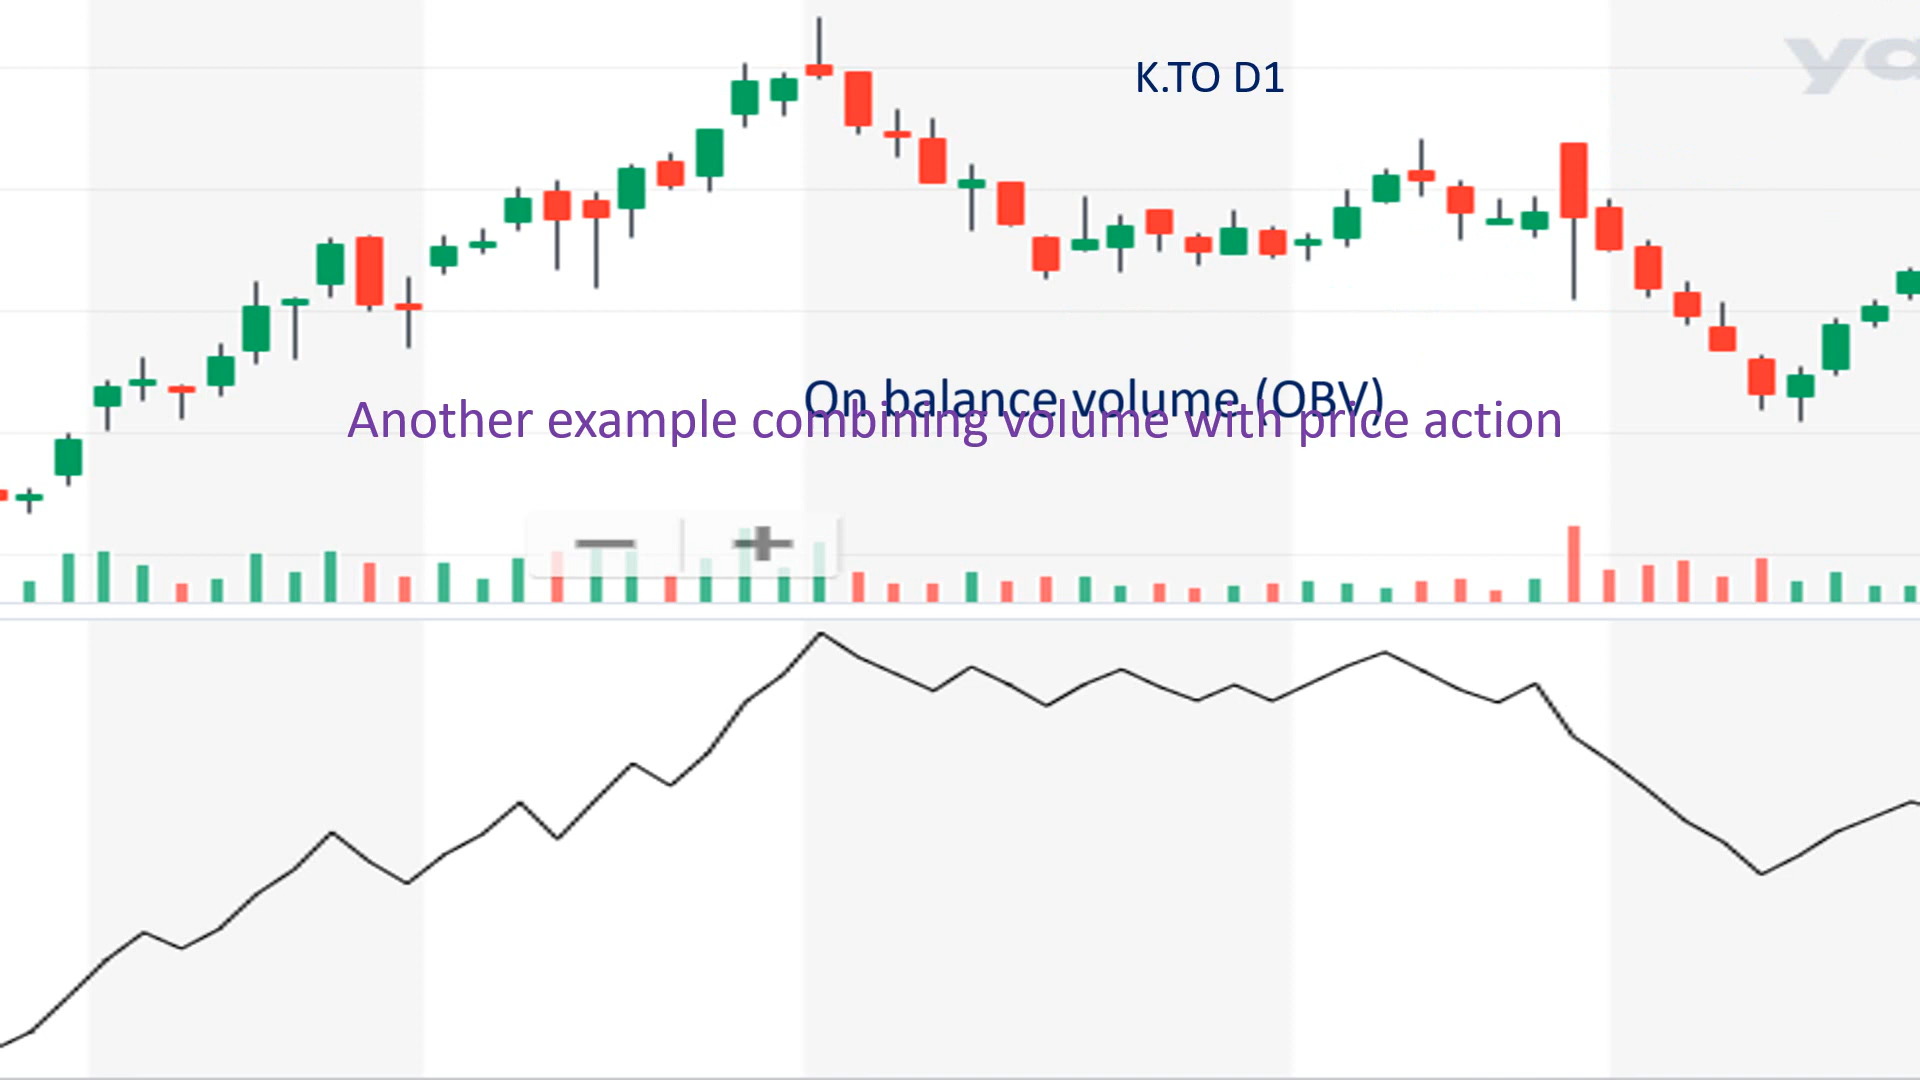 K.TO D1
On balance volume (OBV)
Another example combining volume with price action